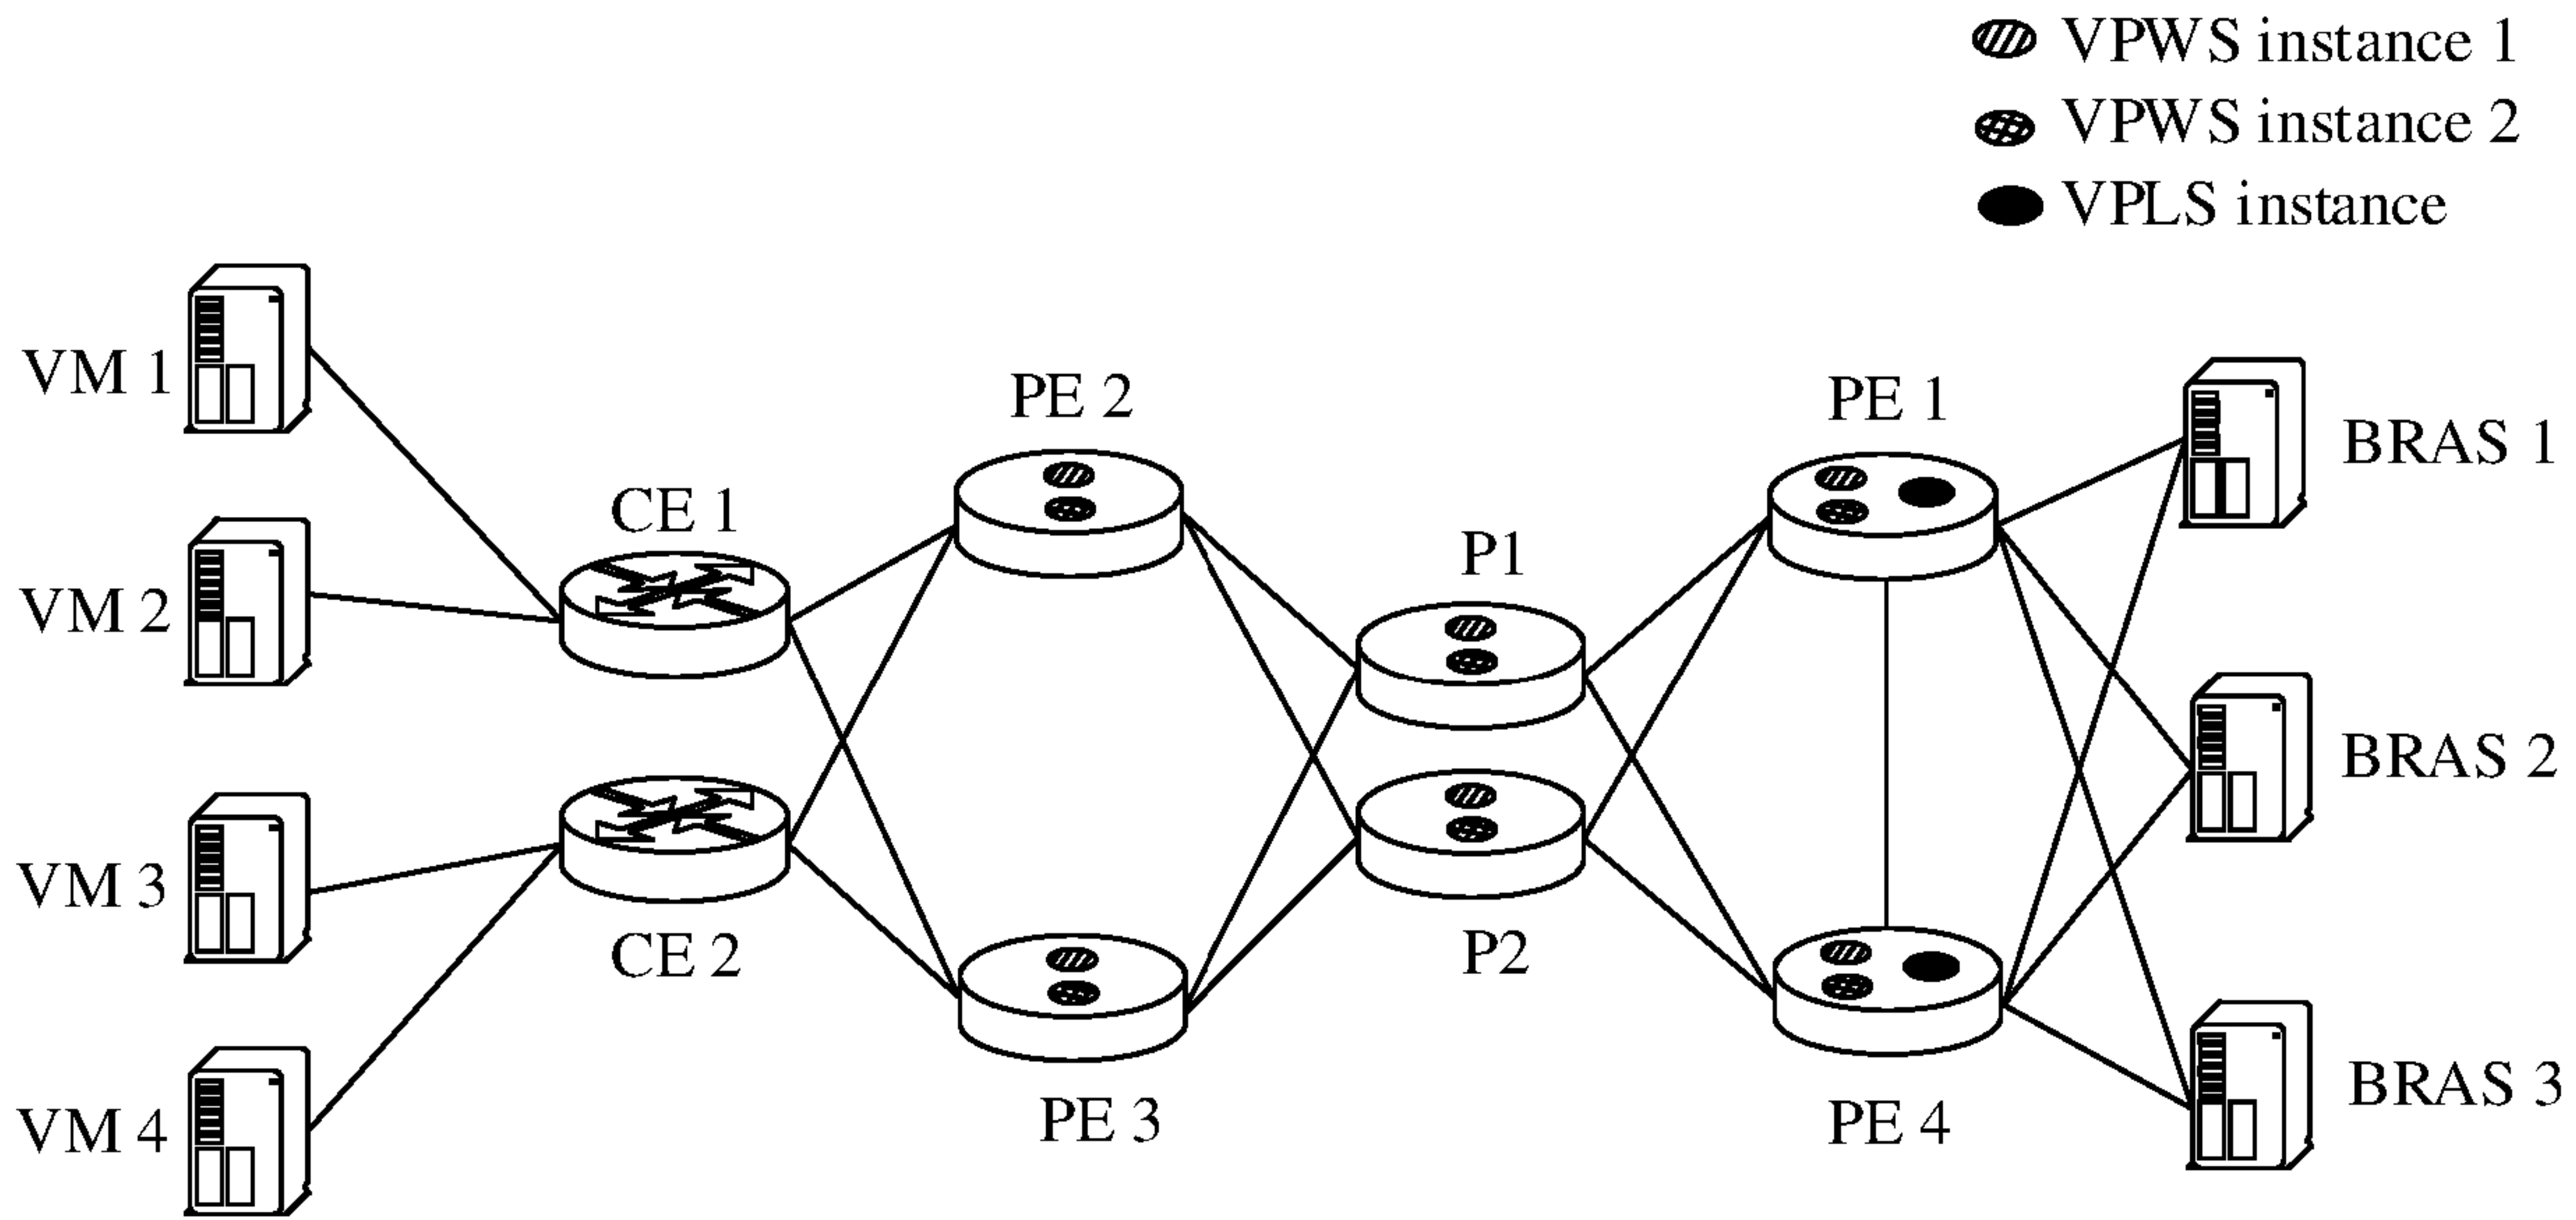 VPWS instance 1
VPWS instance 2
VPLS instance
VM 1
VM 2
VM 3
VM 4
CE 1
CE 2
PE 2
PE 3
P1
P2
PE 1
PE 4
BRAS 1
BRAS 2
BRAS 3